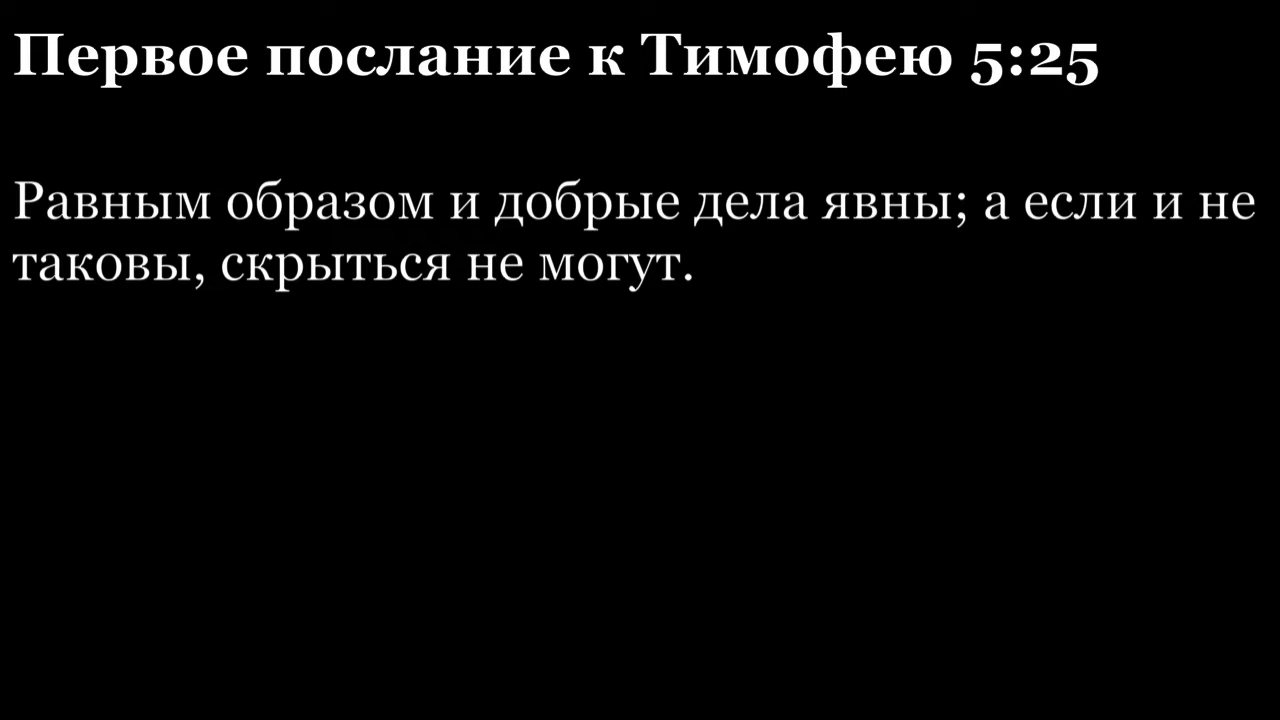 Первое послание к Тимофею 5:25
Равным образом и добрые дела явны; а если и не
таковы, скрыться не могут.